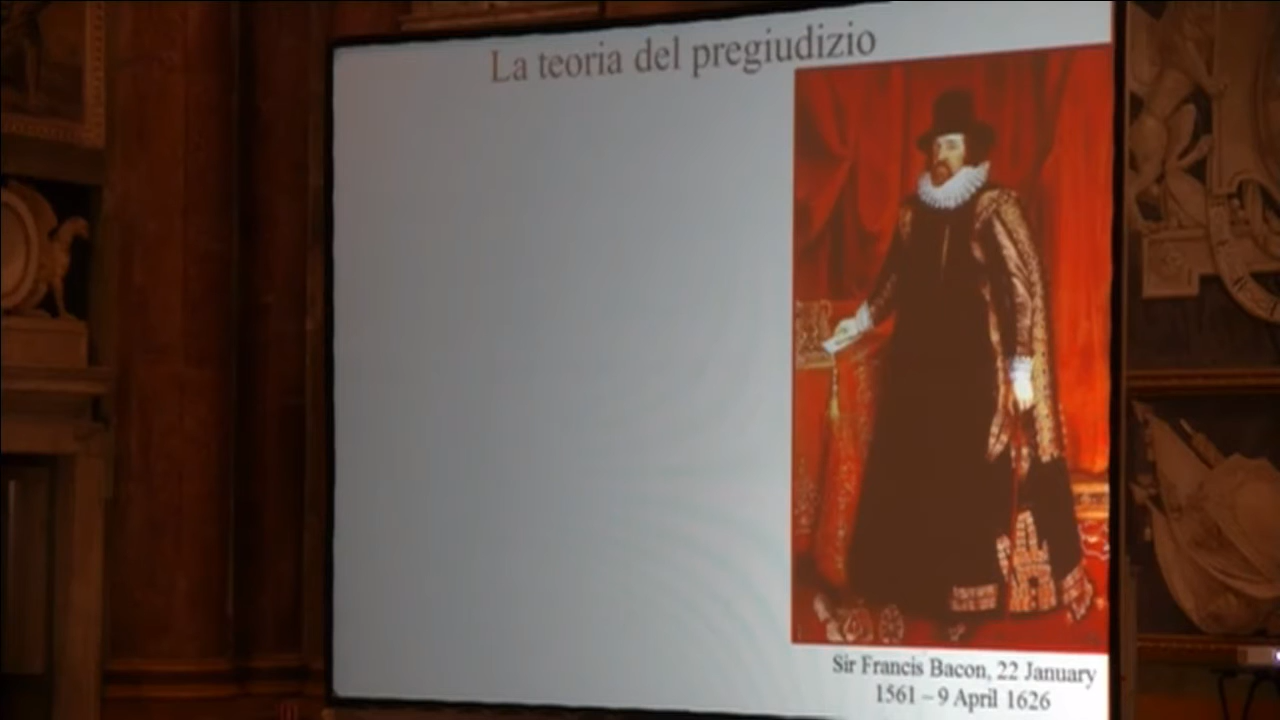 La teoria del pregiudizio
Sir Francis Bacon, 22 January
1561 – 9 April 1626